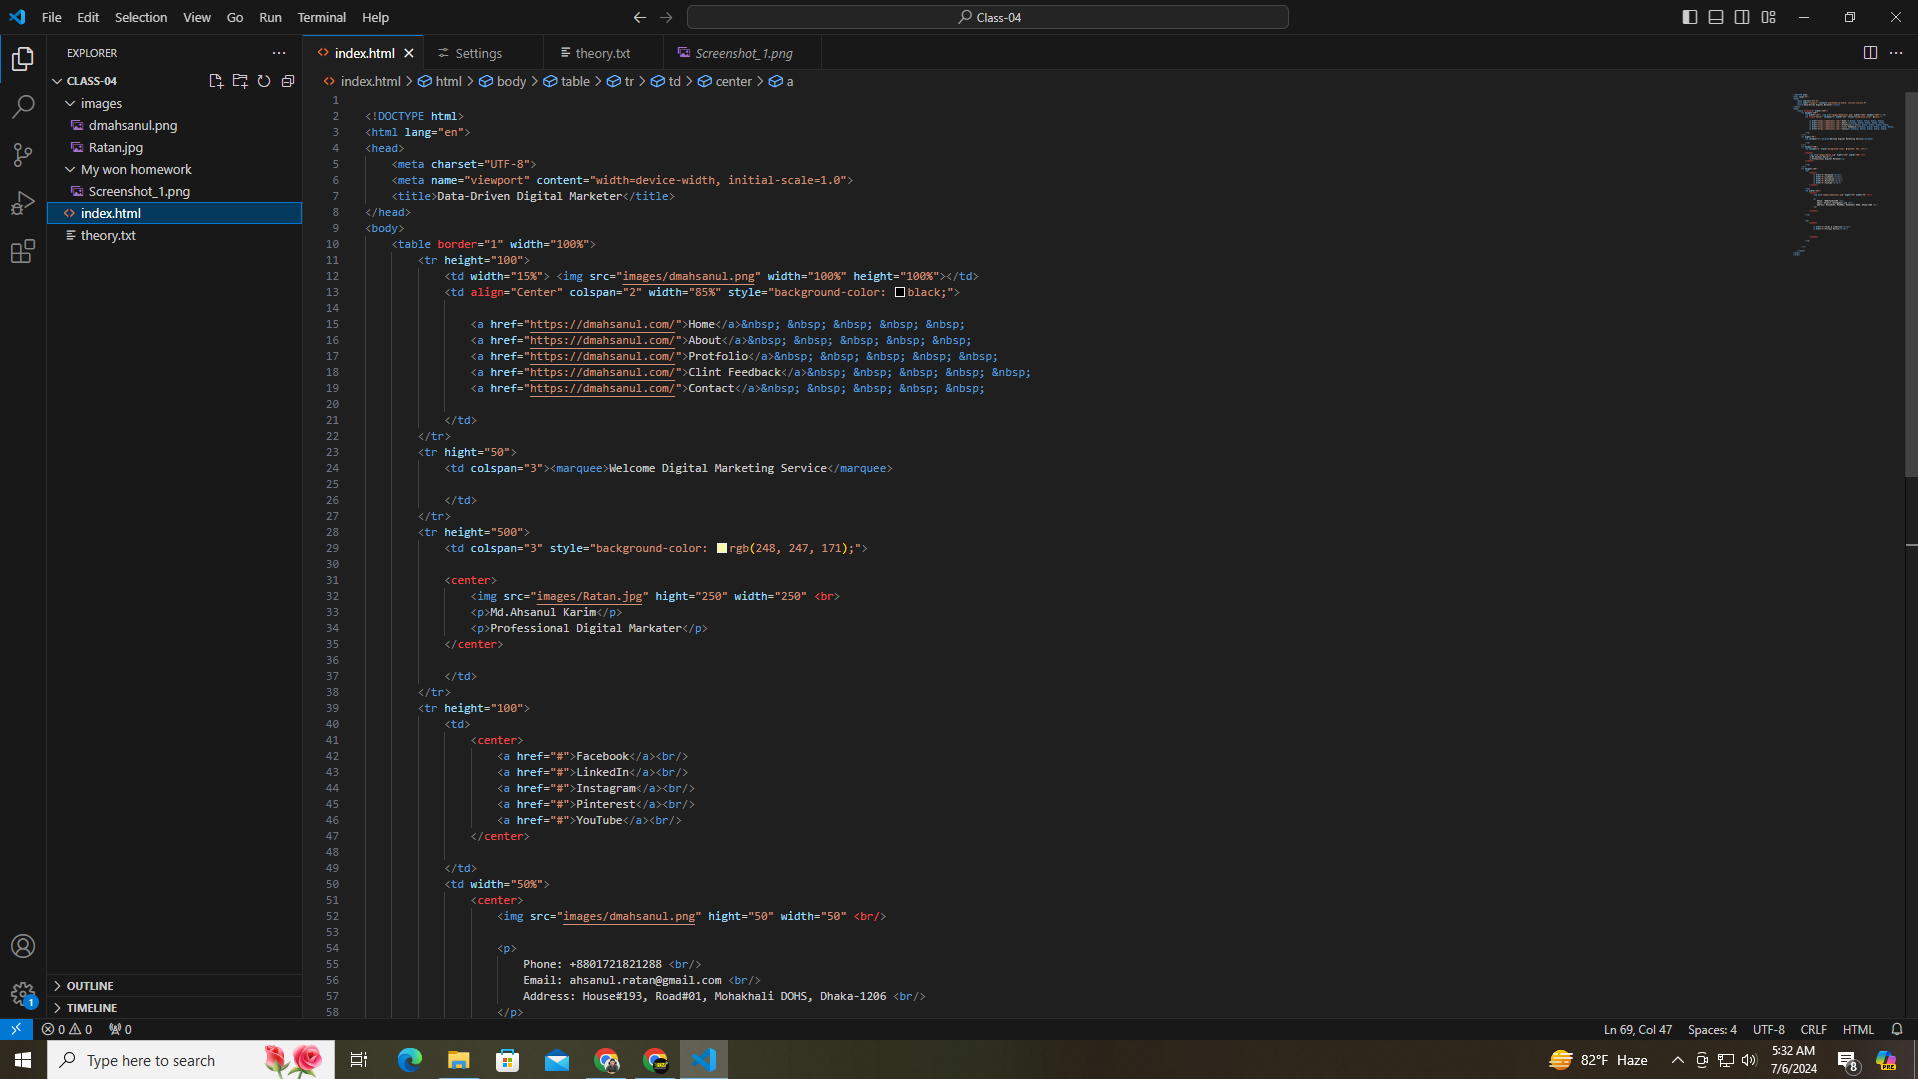 File Edit Selection View Go Run Terminal Help
Class-04
EXPLORER
CLASS-04
images
dmahsanul.png
Ratan.jpg
My won homework
Screenshot_1.png
index.html
theory.txt
OUTLINE
TIMELINE
index.html Settings theory.txt Screenshot_1.png
index.html > html > body > table > tr > td > center > a
1
2 <!DOCTYPE html>
3 <html lang="en">
4 <head>
5 <meta charset="UTF-8">
6 <meta name="viewport" content="width=device-width, initial-scale=1.0">
7 <title>Data-Driven Digital Marketer</title>
8 </head>
9 <body>
10 <table border="1" width="100%">
11 <tr height="100">
12 <td width="15%"> <img src="images/dmahsanul.png" width="100%" height="100%"></td>
13 <td align="Center" colspan="2" width="85%" style="background-color: black;">
14
15 <a href="https://dmahsanul.com/">Home</a>&nbsp; &nbsp; &nbsp; &nbsp; &nbsp;
16 <a href="https://dmahsanul.com/">About</a>&nbsp; &nbsp; &nbsp; &nbsp; &nbsp;
17 <a href="https://dmahsanul.com/">Protfolio</a>&nbsp; &nbsp; &nbsp; &nbsp; &nbsp;
18 <a href="https://dmahsanul.com/">Clint Feedback</a>&nbsp; &nbsp; &nbsp; &nbsp; &nbsp;
19 <a href="https://dmahsanul.com/">Contact</a>&nbsp; &nbsp; &nbsp; &nbsp; &nbsp;
20
21 </td>
22 </tr>
23 <tr hight="50">
24 <td colspan="3"><marquee>Welcome Digital Marketing Service</marquee>
25
26 </td>
27 </tr>
28 <tr height="500">
29 <td colspan="3" style="background-color: rgb(248, 247, 171);">
30
31 <center>
32 <img src="images/Ratan.jpg" hight="250" width="250" <br>
33 <p>Md.Ahsanul Karim</p>
34 <p>Professional Digital Markater</p>
35 </center>
36
37 </td>
38 </tr>
39 <tr height="100">
40 <td>
41 <center>
42 <a href="#">Facebook</a><br/>
43 <a href="#">LinkedIn</a><br/>
44 <a href="#">Instagram</a><br/>
45 <a href="#">Pinterest</a><br/>
46 <a href="#">YouTube</a><br/>
47 </center>
48
49 </td>
50 <td width="50%">
51 <center>
52 <img src="images/dmahsanul.png" hight="50" width="50" <br/>
53
54 <p>
55 Phone: +8801721821288 <br/>
56 Email: ahsanul.ratan@gmail.com <br/>
57 Address: House#193, Road#01, Mohakhali DOHS, Dhaka-1206 <br/>
58 </p>
1
0 0 0
Ln 69, Col 47 Spaces: 4 UTF-8 CRLF HTML
Type here to search
82°F Haze
5:32 AM
7/6/2024
8
PRE